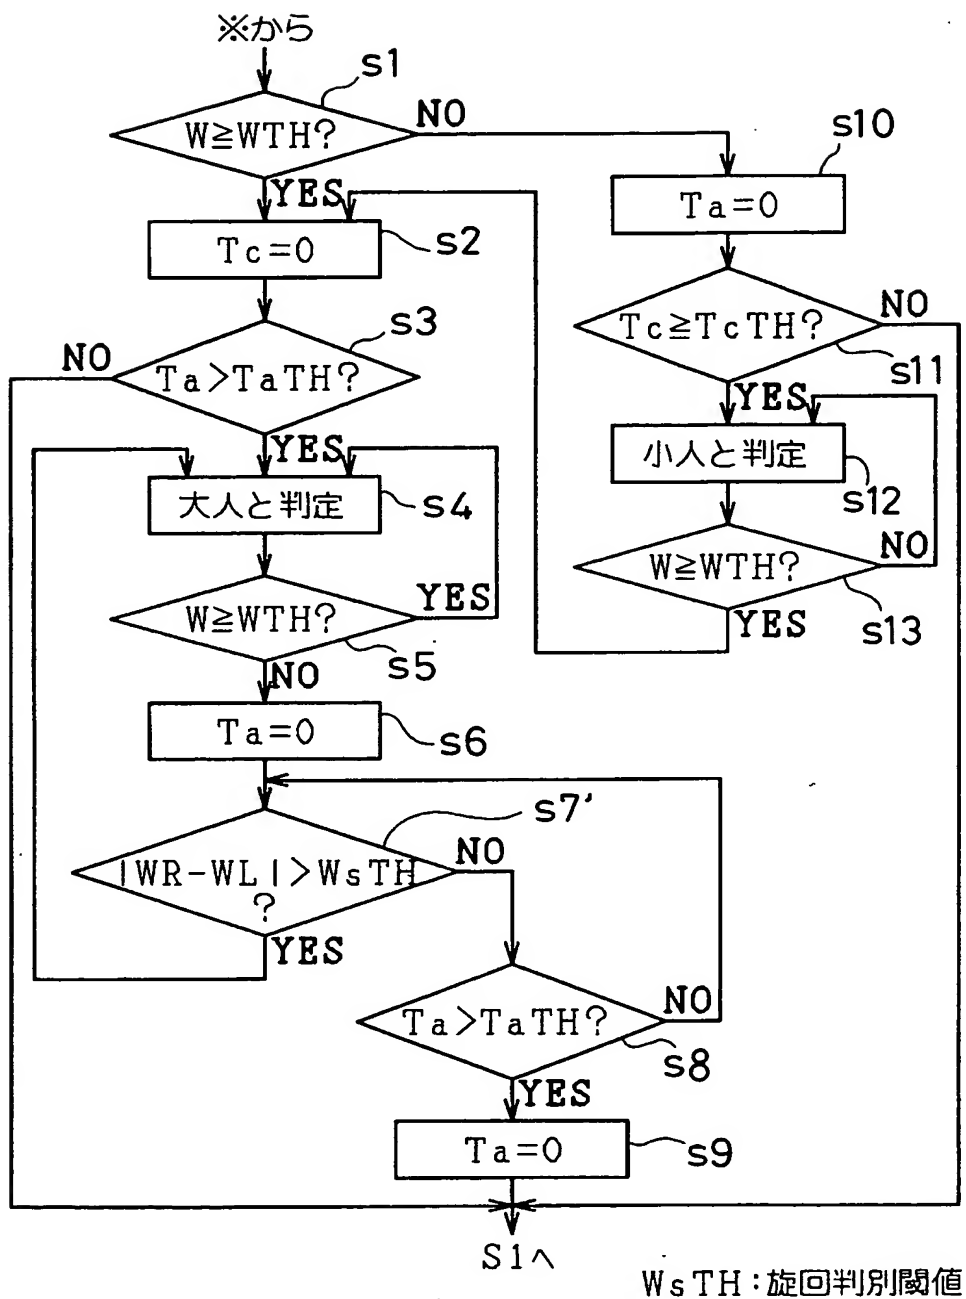 ※から
s1
W≧WTH?
NO
YES
s10
Ta=0
Tc=0
s2
Tc≧TcTH?
NO
s11
YES
s3
Ta>TaTH?
NO
YES
小人と判定
s12
大人と判定
s4
W≧WTH?
NO
s13
YES
W≧WTH?
YES
s5
NO
Ta=0
s6
s7'
|WR-WL|>WsTH
?
NO
YES
Ta>TaTH?
NO
s8
YES
Ta=0
s9
S1へ
WsTH:旋回判別閾値